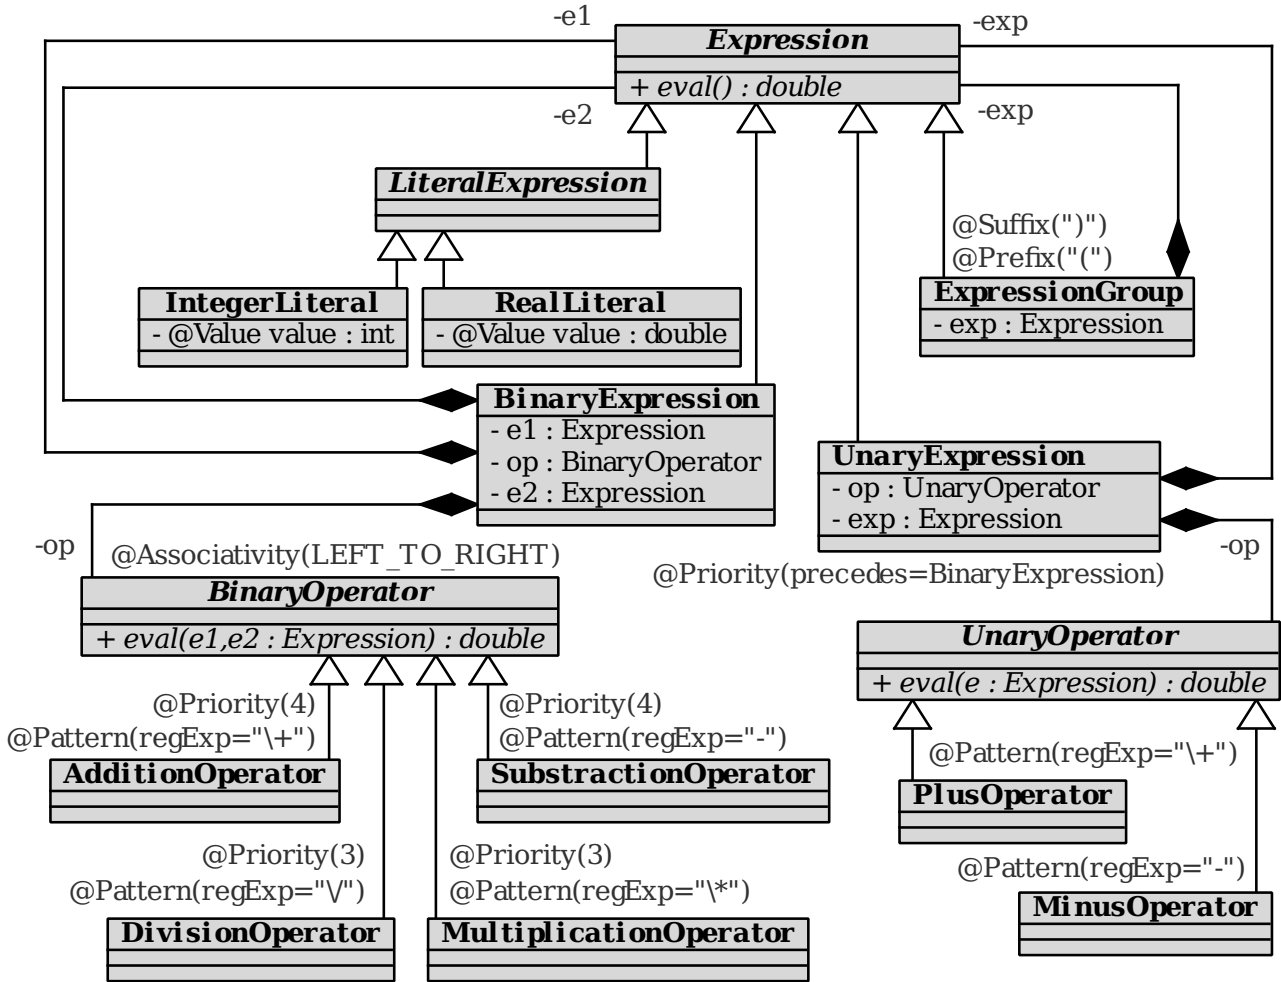 -e1
Expression
-exp
+ eval() : double
-e2
-exp
LiteralExpression
@Suffix(")")
@Prefix("(")
IntegerLiteral
- @Value value : int
RealLiteral
- @Value value : double
ExpressionGroup
- exp : Expression
BinaryExpression
- e1 : Expression
- op : BinaryOperator
- e2 : Expression
UnaryExpression
- op : UnaryOperator
- exp : Expression
-op
-op
@Associativity(LEFT_TO_RIGHT)
@Priority(precedes=BinaryExpression)
BinaryOperator
+ eval(e1,e2 : Expression) : double
UnaryOperator
+ eval(e : Expression) : double
@Priority(4)
@Pattern(regExp="\+")
AdditionOperator
@Priority(4)
@Pattern(regExp="-")
SubstractionOperator
@Pattern(regExp="\+")
PlusOperator
@Priority(3)
@Pattern(regExp="\/")
DivisionOperator
@Priority(3)
@Pattern(regExp="\*")
MultiplicationOperator
@Pattern(regExp="-")
MinusOperator